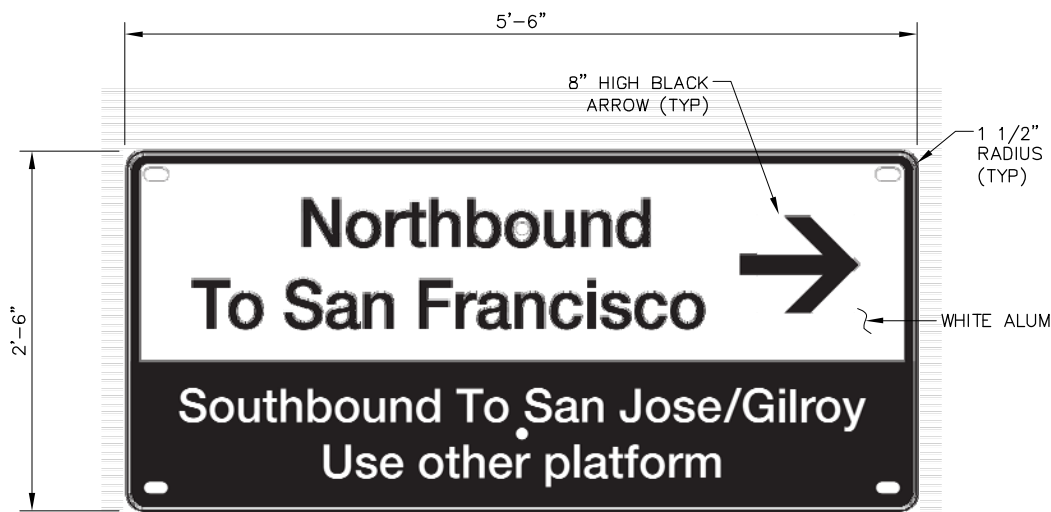 5'-6"
8" HIGH BLACK
ARROW (TYP)
1 1/2"
RADIUS
(TYP)
2'-6"
Northbound
To San Francisco
WHITE ALUM
Southbound To San Jose/Gilroy
Use other platform